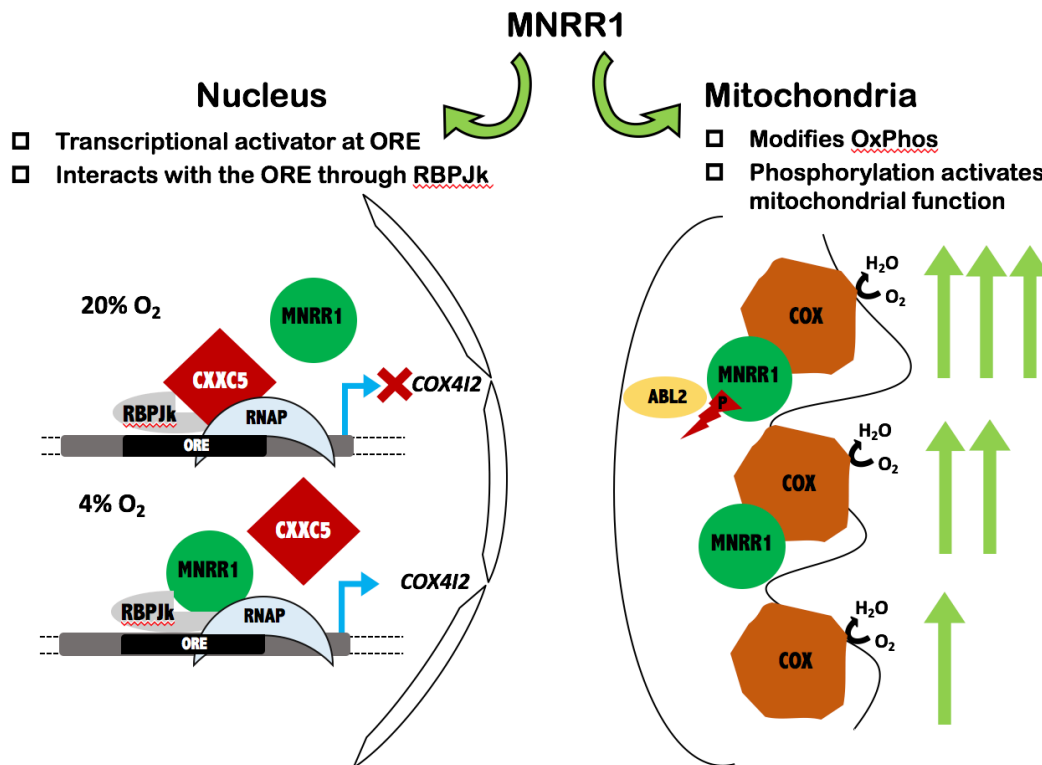 MNRR1
Nucleus
Transcriptional activator at ORE
Interacts with the ORE through RBPJk
20% O₂
MNRR1
CXXC5
RBPJk
RNAP
ORE
COX4I2
4% O₂
CXXC5
MNRR1
RBPJk
RNAP
ORE
COX4I2
Mitochondria
Modifies OxPhos
Phosphorylation activates
mitochondrial function
H₂O
O₂
COX
MNRR1
ABL2
P
H₂O
O₂
COX
MNRR1
H₂O
O₂
COX